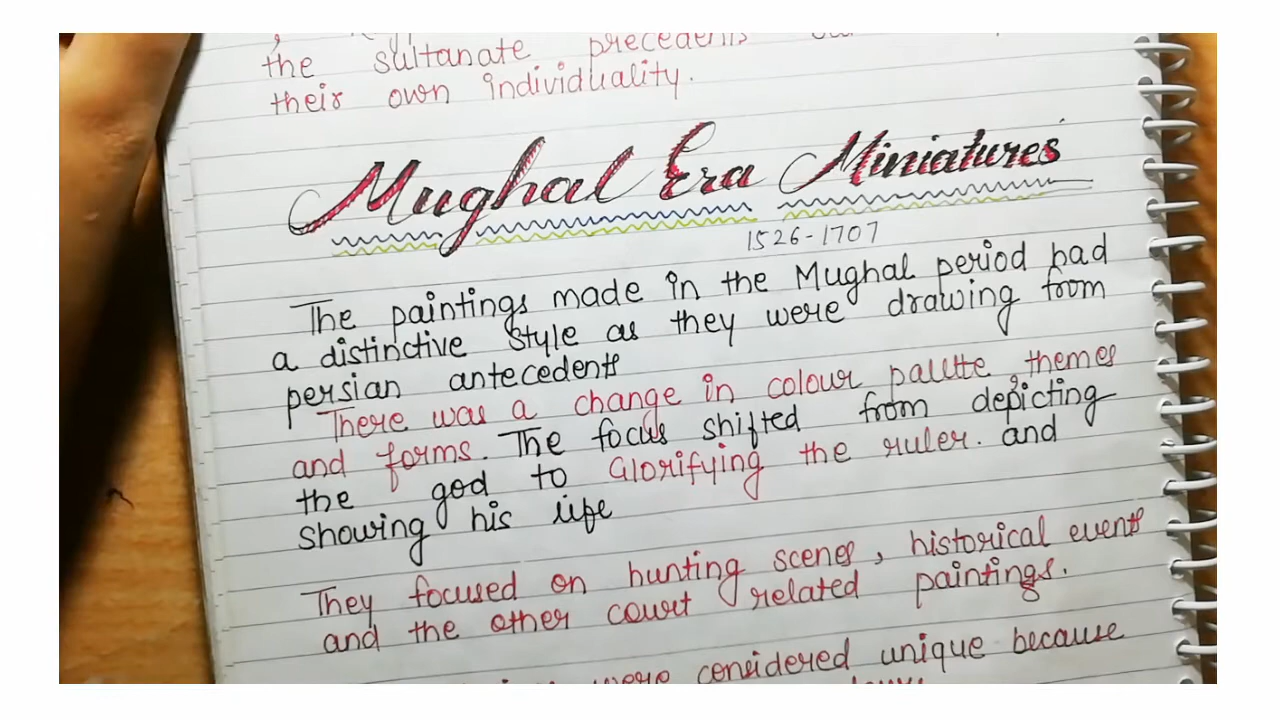 the sultanate precedents
their own individuality.
Mughal Era Miniatures
1526-1707
The paintings made in the Mughal period had
a distinctive style as they were drawing from
persian antecedents
There was a change in colour palette, themes
and forms. The focus shifted from depicting
the god to Glorifying the ruler. and
showing his life
They focused on hunting scenes, historical events
and the other court related paintings.
were considered unique because